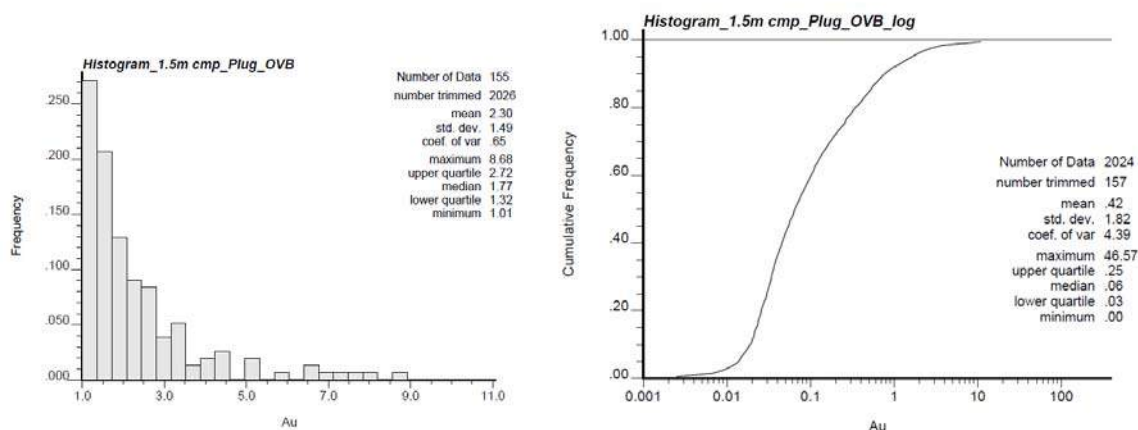 Histogram_1.5m cmp_Plug_OVB
Number of Data 155
number trimmed 2026
mean 2.30
std. dev. 1.49
coef. of var .65
maximum 8.68
upper quartile 2.72
median 1.77
lower quartile 1.32
minimum 1.01
Frequency
.250
.200
.150
.100
.050
.000
1.0 3.0 5.0 7.0 9.0 11.0
Au
Histogram_1.5m cmp_Plug_OVB_log
Number of Data 2024
number trimmed 157
mean .42
std. dev. 1.82
coef. of var 4.39
maximum 46.57
upper quartile .25
median .06
lower quartile .03
minimum .00
Cumulative Frequency
1.00
.80
.60
.40
.20
.00
0.001 0.01 0.1 1.0 10 100
Au